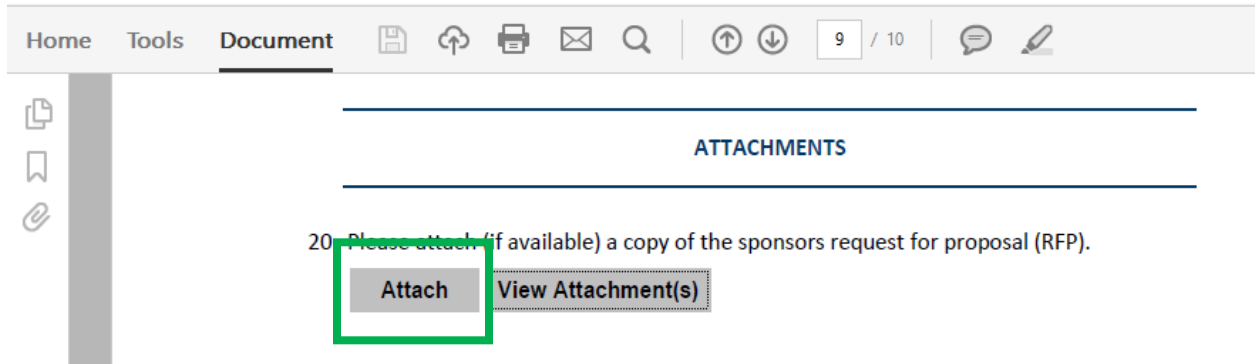 Home Tools Document 9 / 10
ATTACHMENTS
20. Please attach (if available) a copy of the sponsors request for proposal (RFP).
Attach View Attachment(s)